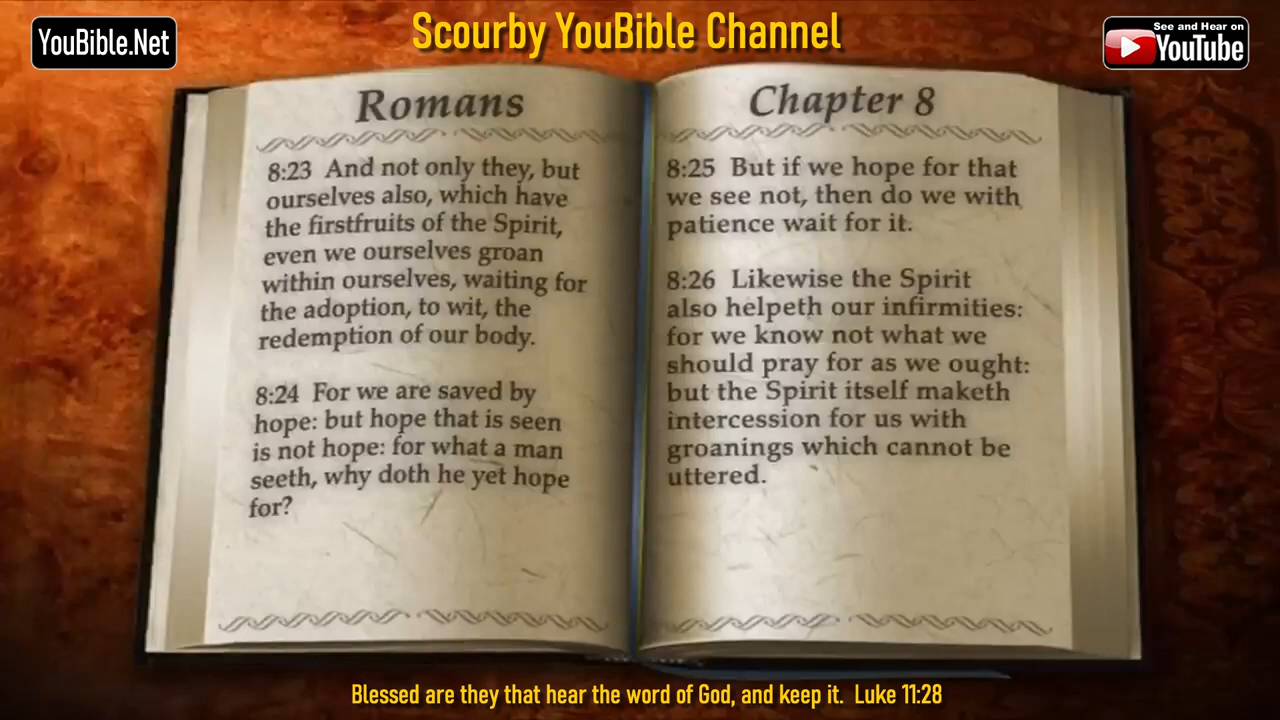 YouBible.Net
Scourby YouBible Channel
See and Hear on
YouTube
Romans
8:23 And not only they, but
ourselves also, which have
the firstfruits of the Spirit,
even we ourselves groan
within ourselves, waiting for
the adoption, to wit, the
redemption of our body.
8:24 For we are saved by
hope: but hope that is seen
is not hope: for what a man
seeth, why doth he yet hope
for?
Chapter 8
8:25 But if we hope for that
we see not, then do we with
patience wait for it.
8:26 Likewise the Spirit
also helpeth our infirmities:
for we know not what we
should pray for as we ought:
but the Spirit itself maketh
intercession for us with
groanings which cannot be
uttered.
Blessed are they that hear the word of God, and keep it. Luke 11:28